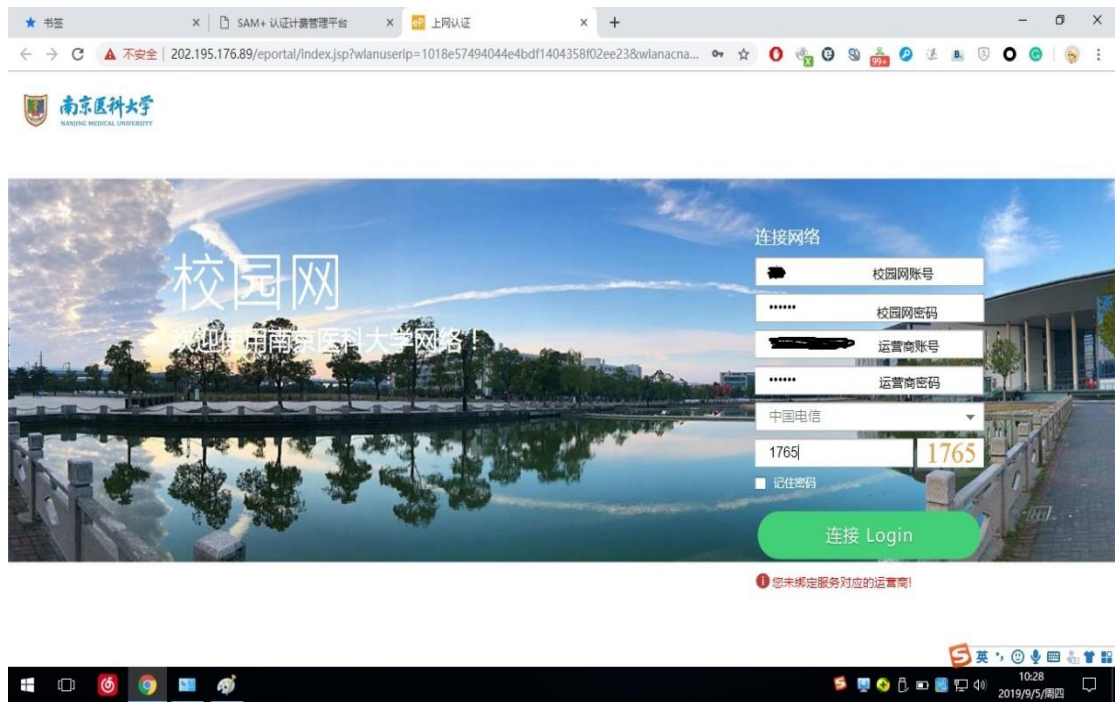 书签
SAM+ 认证计费管理平台
eP 上网认证
不安全 | 202.195.176.89/eportal/index.jsp?wlanuserip=1018e57494044e4bdf1404358f02ee23&wlanacna...
99+
南京医科大学
NANJING MEDICAL UNIVERSITY
校园网
欢迎使用南京医科大学网络！
连接网络
校园网账号
•••••• 校园网密码
运营商账号
•••••• 运营商密码
中国电信
1765 1765
记住密码
连接 Login
您未绑定服务对应的运营商!
英
10:28
2019/9/5/周四